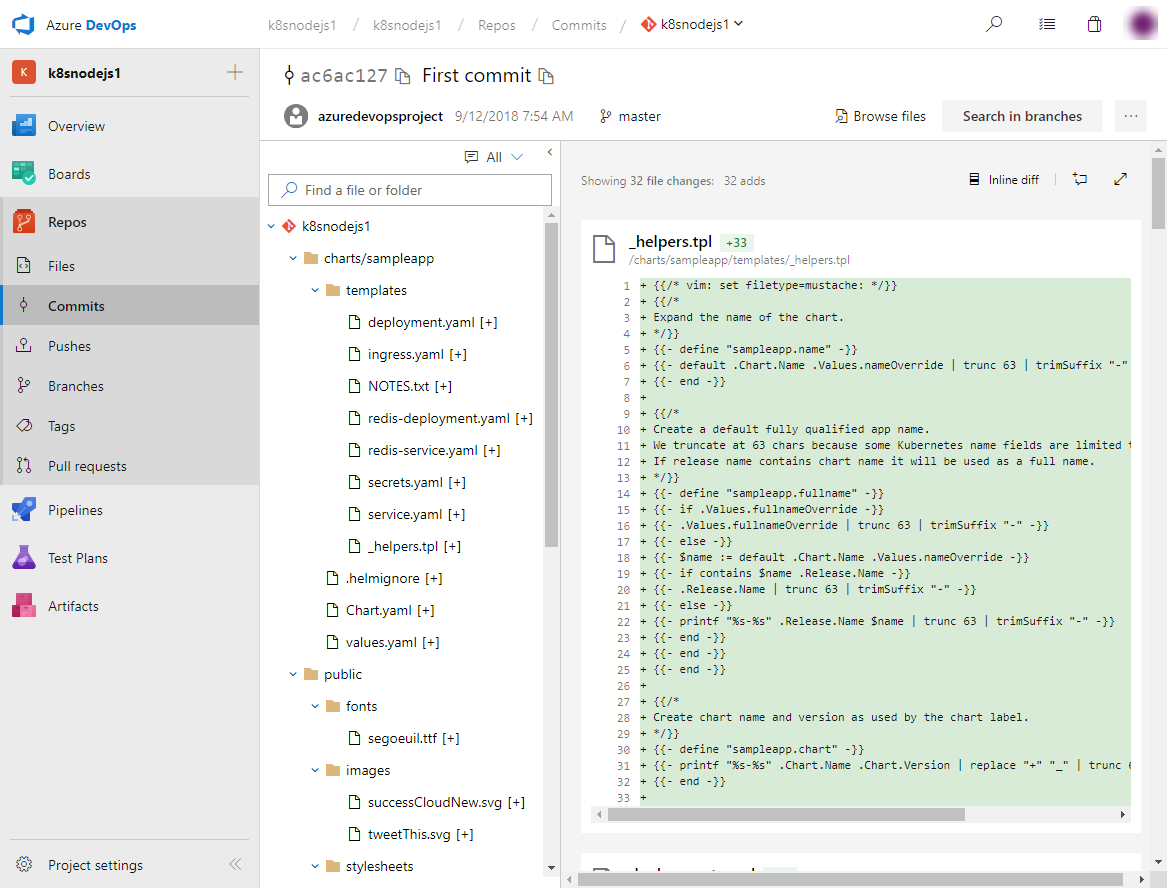 Azure DevOps
k8snodejs1 / k8snodejs1 / Repos / Commits / k8snodejs1
K k8snodejs1
Overview
Boards
Repos
Files
Commits
Pushes
Branches
Tags
Pull requests
Pipelines
Test Plans
Artifacts
Project settings
ac6ac127 First commit
azuredevopsproject 9/12/2018 7:54 AM master
Browse files
Search in branches
...
All
Find a file or folder
k8snodejs1
charts/sampleapp
templates
deployment.yaml [+]
ingress.yaml [+]
NOTES.txt [+]
redis-deployment.yaml [+]
redis-service.yaml [+]
secrets.yaml [+]
service.yaml [+]
_helpers.tpl [+]
.helmignore [+]
Chart.yaml [+]
values.yaml [+]
public
fonts
segoeuil.ttf [+]
images
successCloudNew.svg [+]
tweetThis.svg [+]
stylesheets
Showing 32 file changes: 32 adds
Inline diff
_helpers.tpl +33
/charts/sampleapp/templates/_helpers.tpl
1 + {{/* vim: set filetype=mustache: */}}
2 + {{/*
3 + Expand the name of the chart.
4 + */}}
5 + {{- define "sampleapp.name" -}}
6 + {{- default .Chart.Name .Values.nameOverride | trunc 63 | trimSuffix "-"
7 + {{- end -}}
8 +
9 + {{/*
10 + Create a default fully qualified app name.
11 + We truncate at 63 chars because some Kubernetes name fields are limited
12 + If release name contains chart name it will be used as a full name.
13 + */}}
14 + {{- define "sampleapp.fullname" -}}
15 + {{- if .Values.fullnameOverride -}}
16 + {{- .Values.fullnameOverride | trunc 63 | trimSuffix "-" -}}
17 + {{- else -}}
18 + {{- $name := default .Chart.Name .Values.nameOverride -}}
19 + {{- if contains $name .Release.Name -}}
20 + {{- .Release.Name | trunc 63 | trimSuffix "-" -}}
21 + {{- else -}}
22 + {{- printf "%s-%s" .Release.Name $name | trunc 63 | trimSuffix "-" -}}
23 + {{- end -}}
24 + {{- end -}}
25 + {{- end -}}
26 +
27 + {{/*
28 + Create chart name and version as used by the chart label.
29 + */}}
30 + {{- define "sampleapp.chart" -}}
31 + {{- printf "%s-%s" .Chart.Name .Chart.Version | replace "+" "_" | trunc
32 + {{- end -}}
33 +